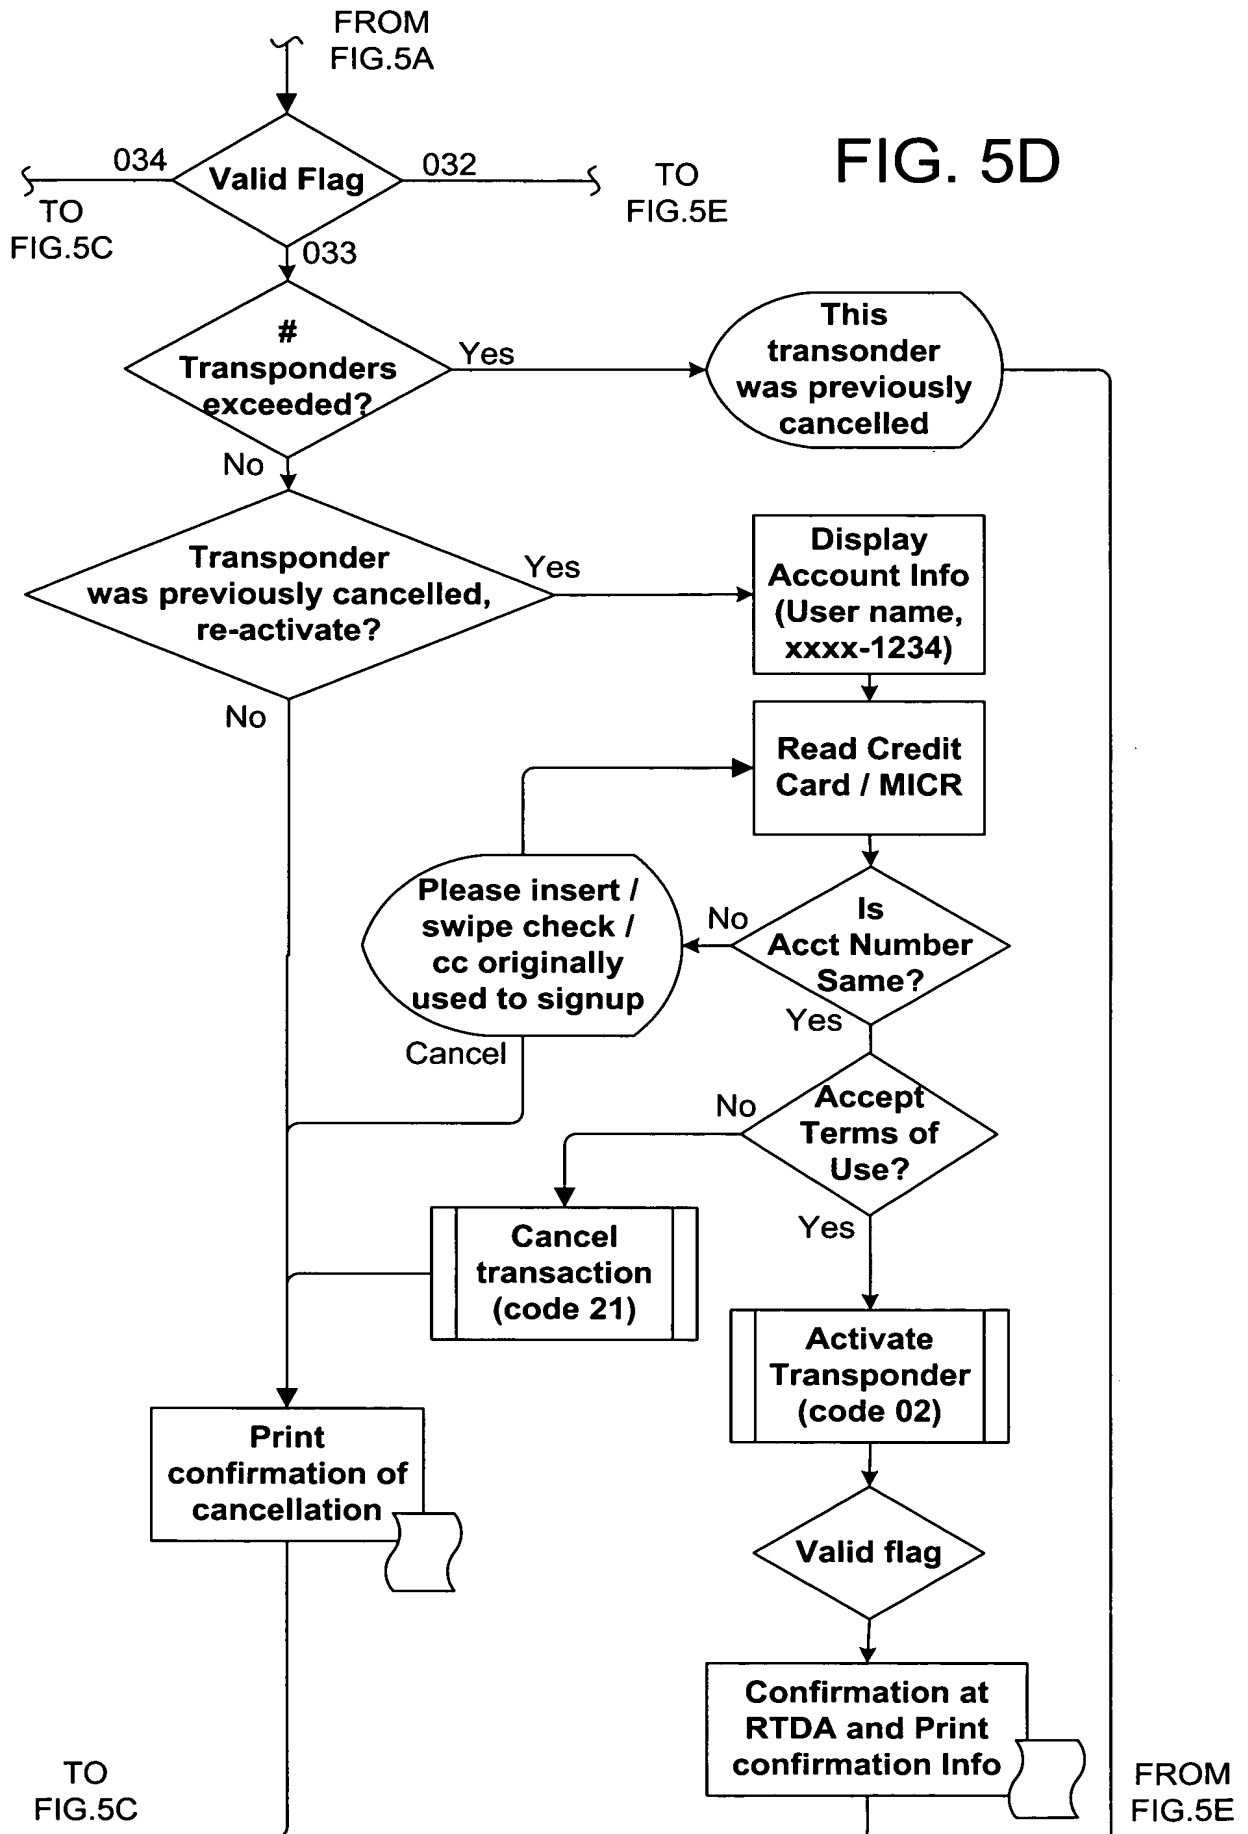 FROM
FIG.5A
FIG. 5D
034
Valid Flag
032
TO
FIG.5C
TO
FIG.5E
033
#
Transponders
exceeded?
Yes
This
transonder
was previously
cancelled
No
Transponder
was previously cancelled,
re-activate?
Yes
Display
Account Info
(User name,
xxxx-1234)
No
Read Credit
Card / MICR
Please insert /
swipe check /
cc originally
used to signup
No
Is
Acct Number
Same?
Yes
Cancel
No
Accept
Terms of
Use?
Yes
Cancel
transaction
(code 21)
Activate
Transponder
(code 02)
Print
confirmation of
cancellation
Valid flag
Confirmation at
RTDA and Print
confirmation Info
TO
FIG.5C
FROM
FIG.5E